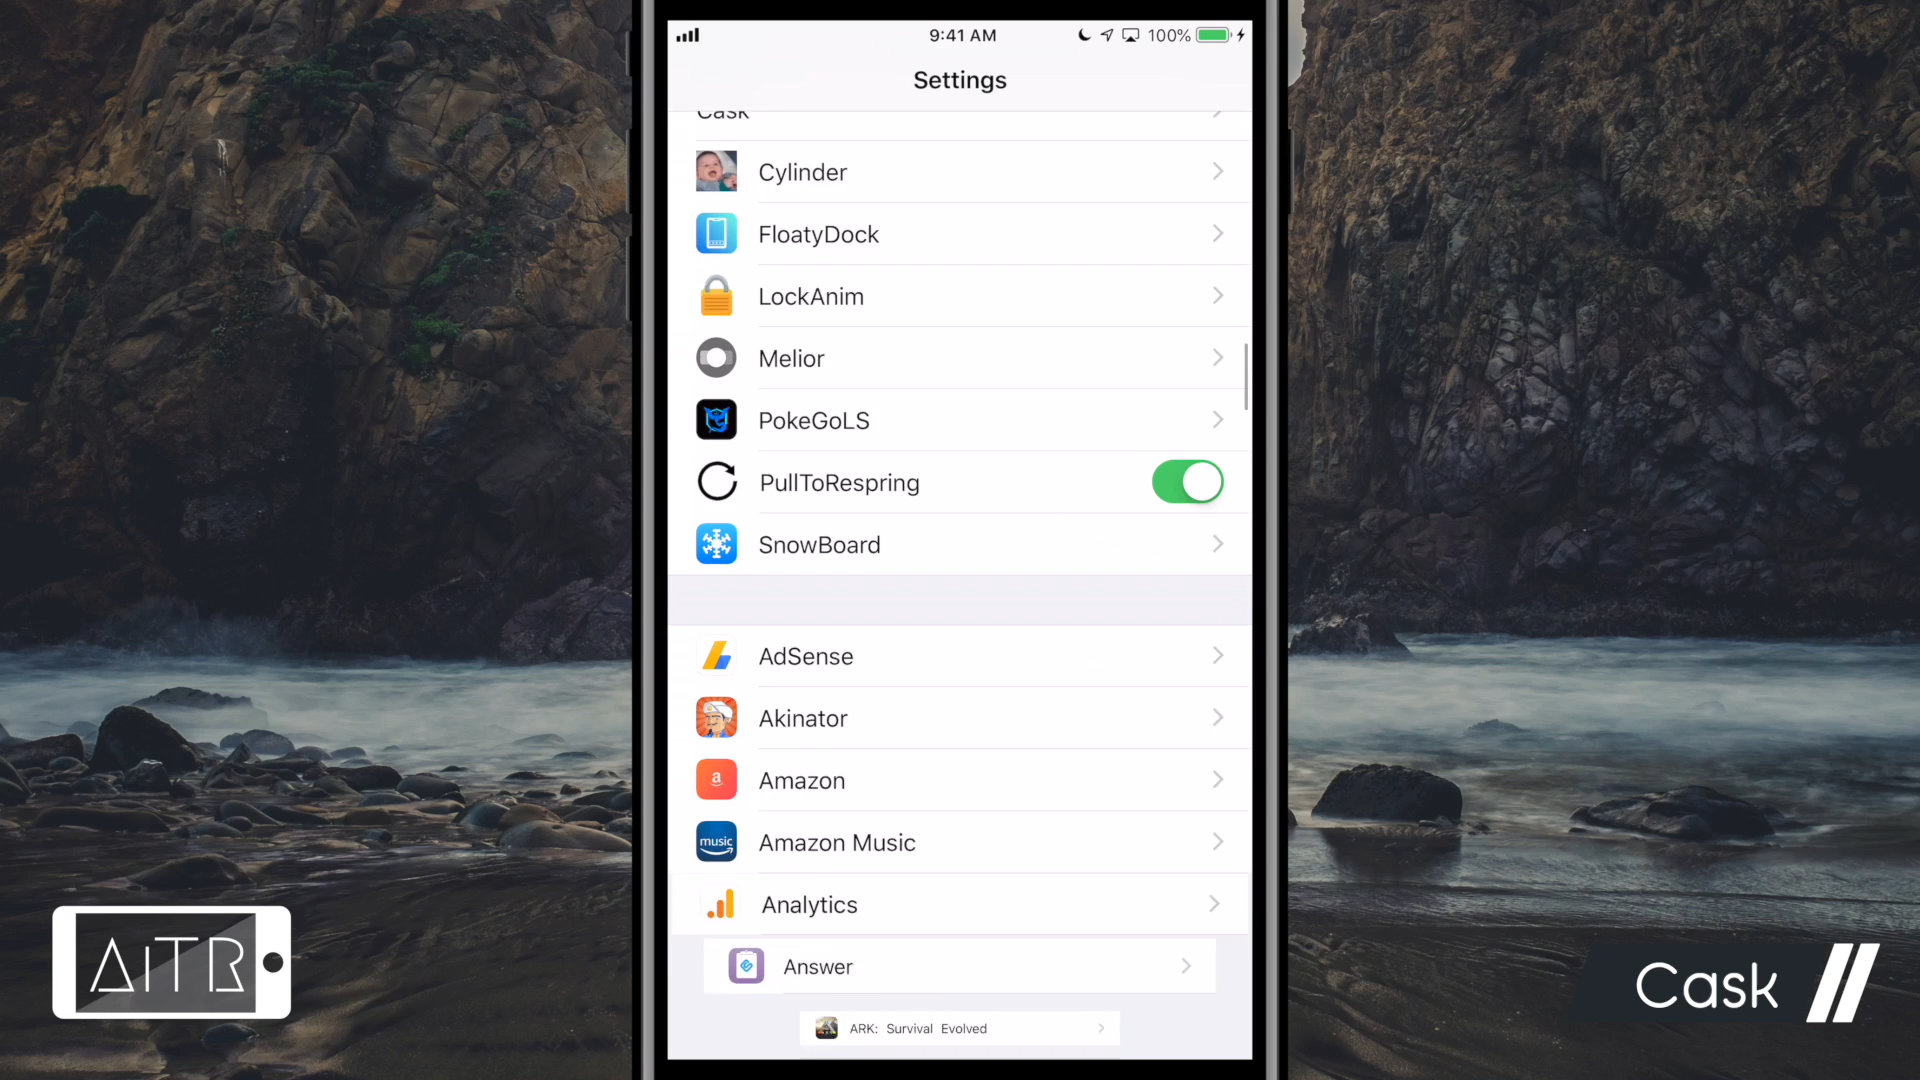 9:41 AM
100%
Settings
Cask
Cylinder
FloatyDock
LockAnim
Melior
PokeGoLS
PullToRespring
SnowBoard
AdSense
Akinator
a
Amazon
music
Amazon Music
Analytics
Answer
ARK: Survival Evolved
AiTR
Cask